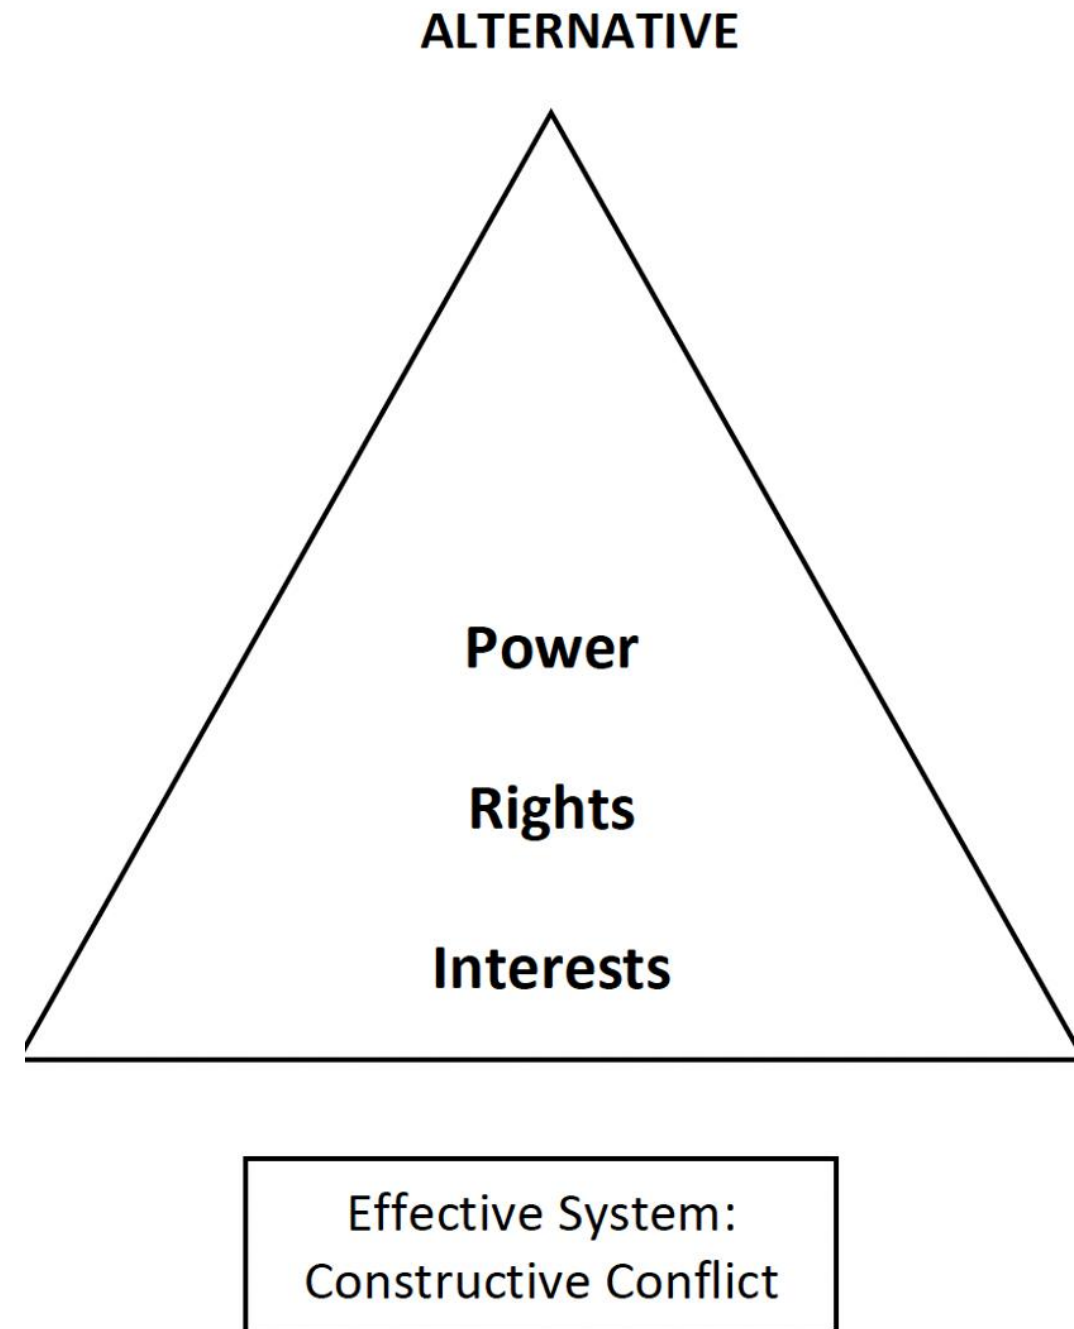 ALTERNATIVE
Power
Rights
Interests
Effective System:
Constructive Conflict